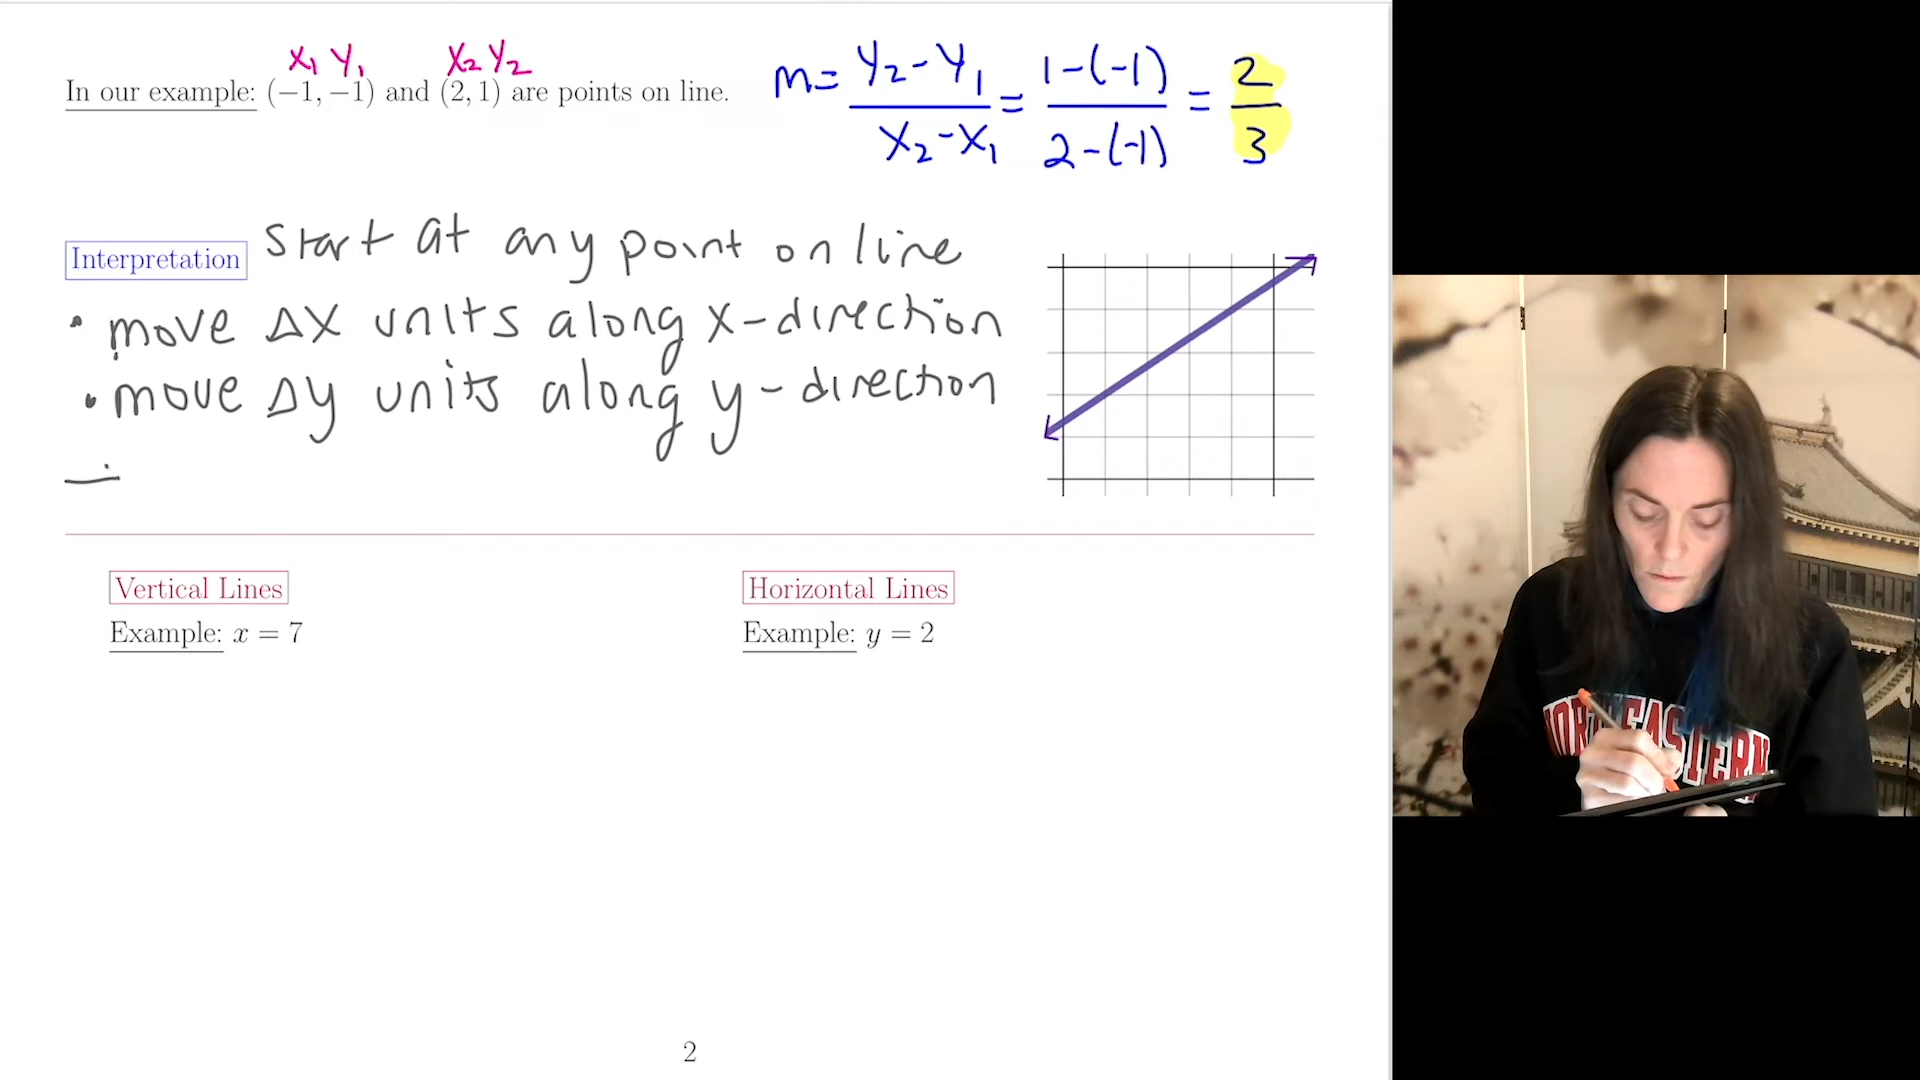 X₁ Y₁ X₂ Y₂
In our example: (−1, −1) and (2, 1) are points on line.
m = Y₂ − Y₁ / X₂ − X₁ = 1 − (−1) / 2 − (−1) = 2 / 3
Interpretation start at any point on line
• move Δx units along x-direction
• move Δy units along y-direction
Vertical Lines
Example: x = 7
Horizontal Lines
Example: y = 2
NORTHEASTERN
2